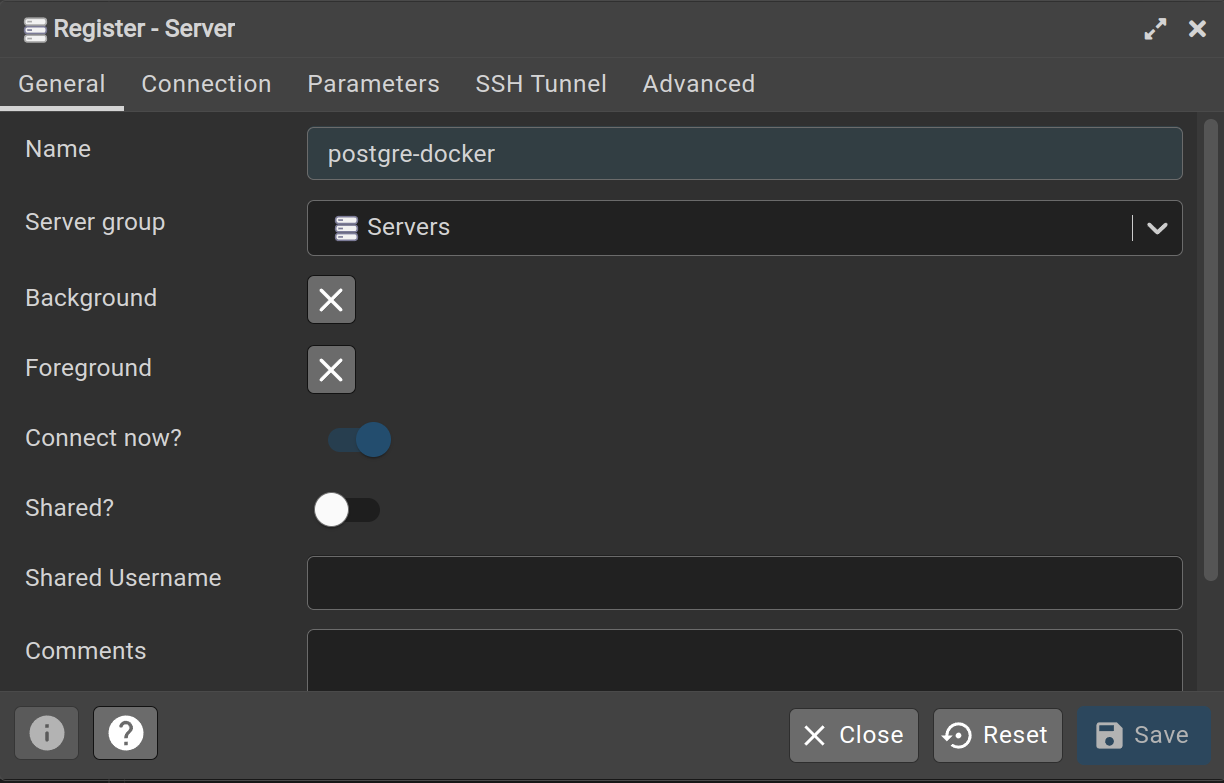 Register - Server
General Connection Parameters SSH Tunnel Advanced
Name postgre-docker
Server group Servers
Background
Foreground
Connect now?
Shared?
Shared Username
Comments
Close Reset Save